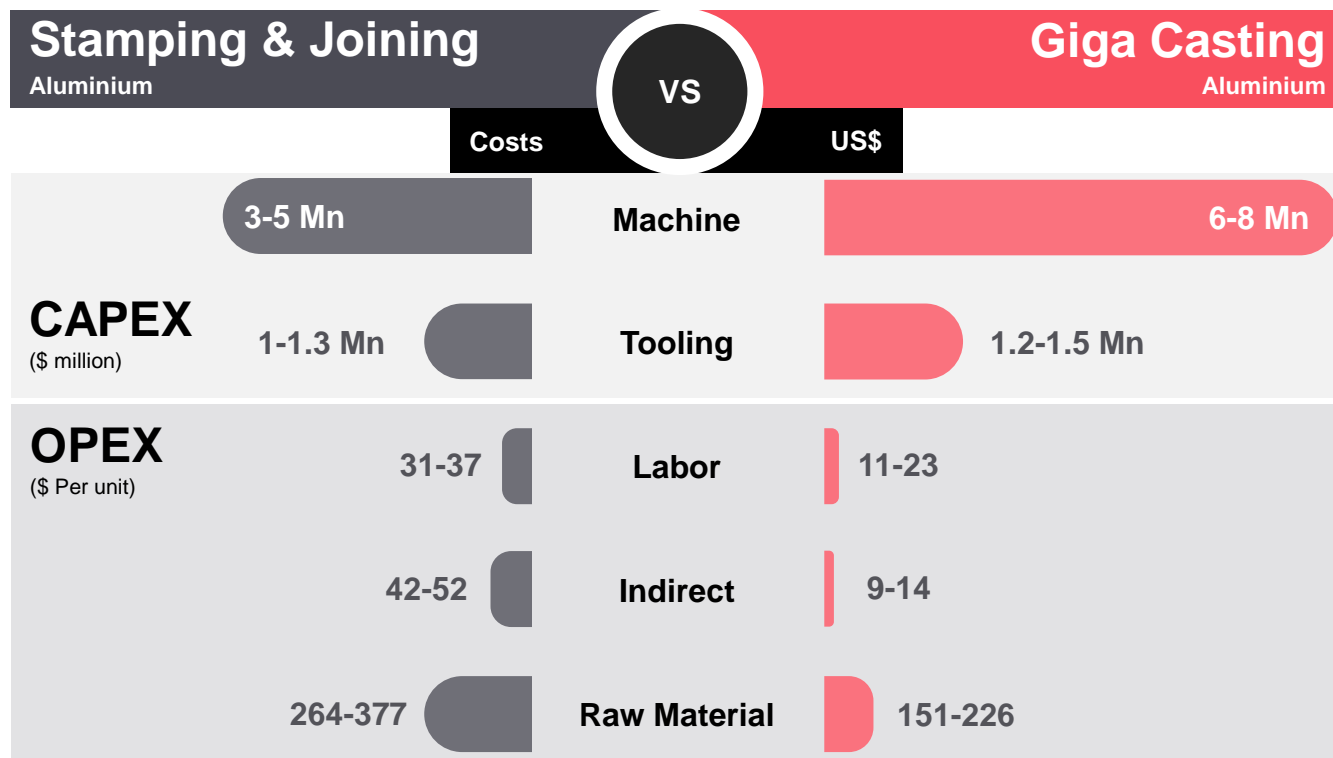 Stamping & Joining
Aluminium
VS
Giga Casting
Aluminium
Costs
US$
3-5 Mn
Machine
6-8 Mn
CAPEX
($ million)
1-1.3 Mn
Tooling
1.2-1.5 Mn
OPEX
($ Per unit)
31-37
Labor
11-23
42-52
Indirect
9-14
264-377
Raw Material
151-226